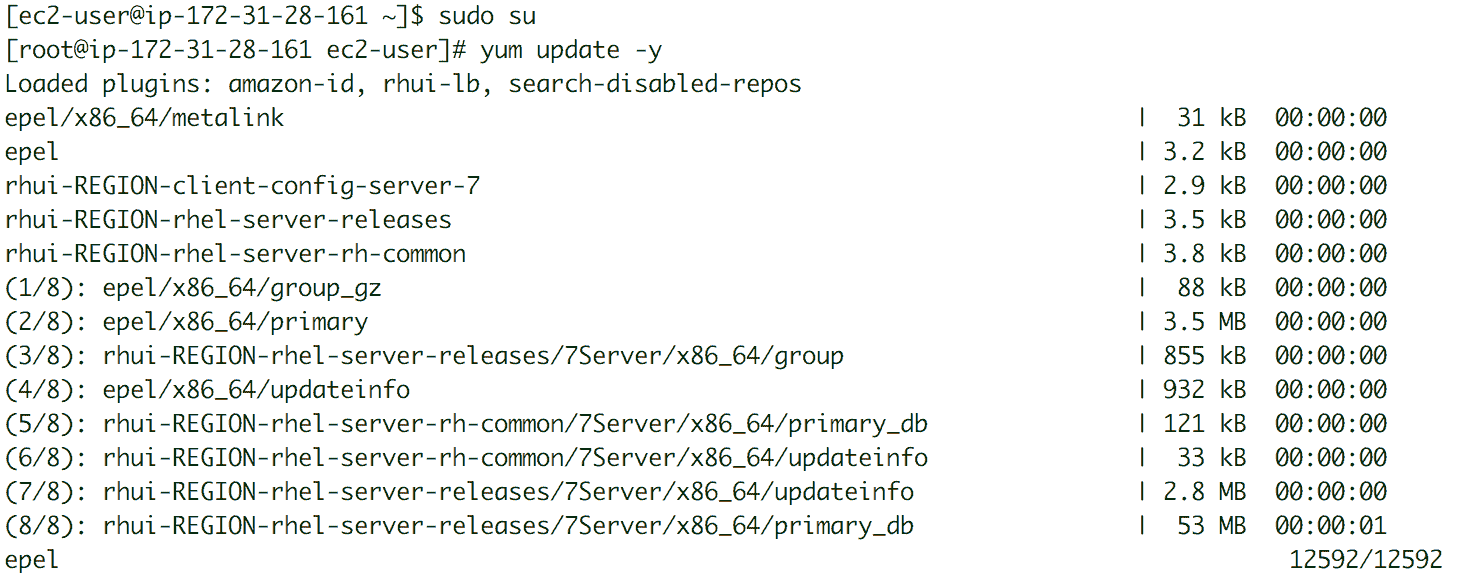 [ec2-user@ip-172-31-28-161 ~]$ sudo su
[root@ip-172-31-28-161 ec2-user]# yum update -y
Loaded plugins: amazon-id, rhui-lb, search-disabled-repos
epel/x86_64/metalink | 31 kB 00:00:00
epel | 3.2 kB 00:00:00
rhui-REGION-client-config-server-7 | 2.9 kB 00:00:00
rhui-REGION-rhel-server-releases | 3.5 kB 00:00:00
rhui-REGION-rhel-server-rh-common | 3.8 kB 00:00:00
(1/8): epel/x86_64/group_gz | 88 kB 00:00:00
(2/8): epel/x86_64/primary | 3.5 MB 00:00:00
(3/8): rhui-REGION-rhel-server-releases/7Server/x86_64/group | 855 kB 00:00:00
(4/8): epel/x86_64/updateinfo | 932 kB 00:00:00
(5/8): rhui-REGION-rhel-server-rh-common/7Server/x86_64/primary_db | 121 kB 00:00:00
(6/8): rhui-REGION-rhel-server-rh-common/7Server/x86_64/updateinfo | 33 kB 00:00:00
(7/8): rhui-REGION-rhel-server-releases/7Server/x86_64/updateinfo | 2.8 MB 00:00:00
(8/8): rhui-REGION-rhel-server-releases/7Server/x86_64/primary_db | 53 MB 00:00:01
epel 12592/12592